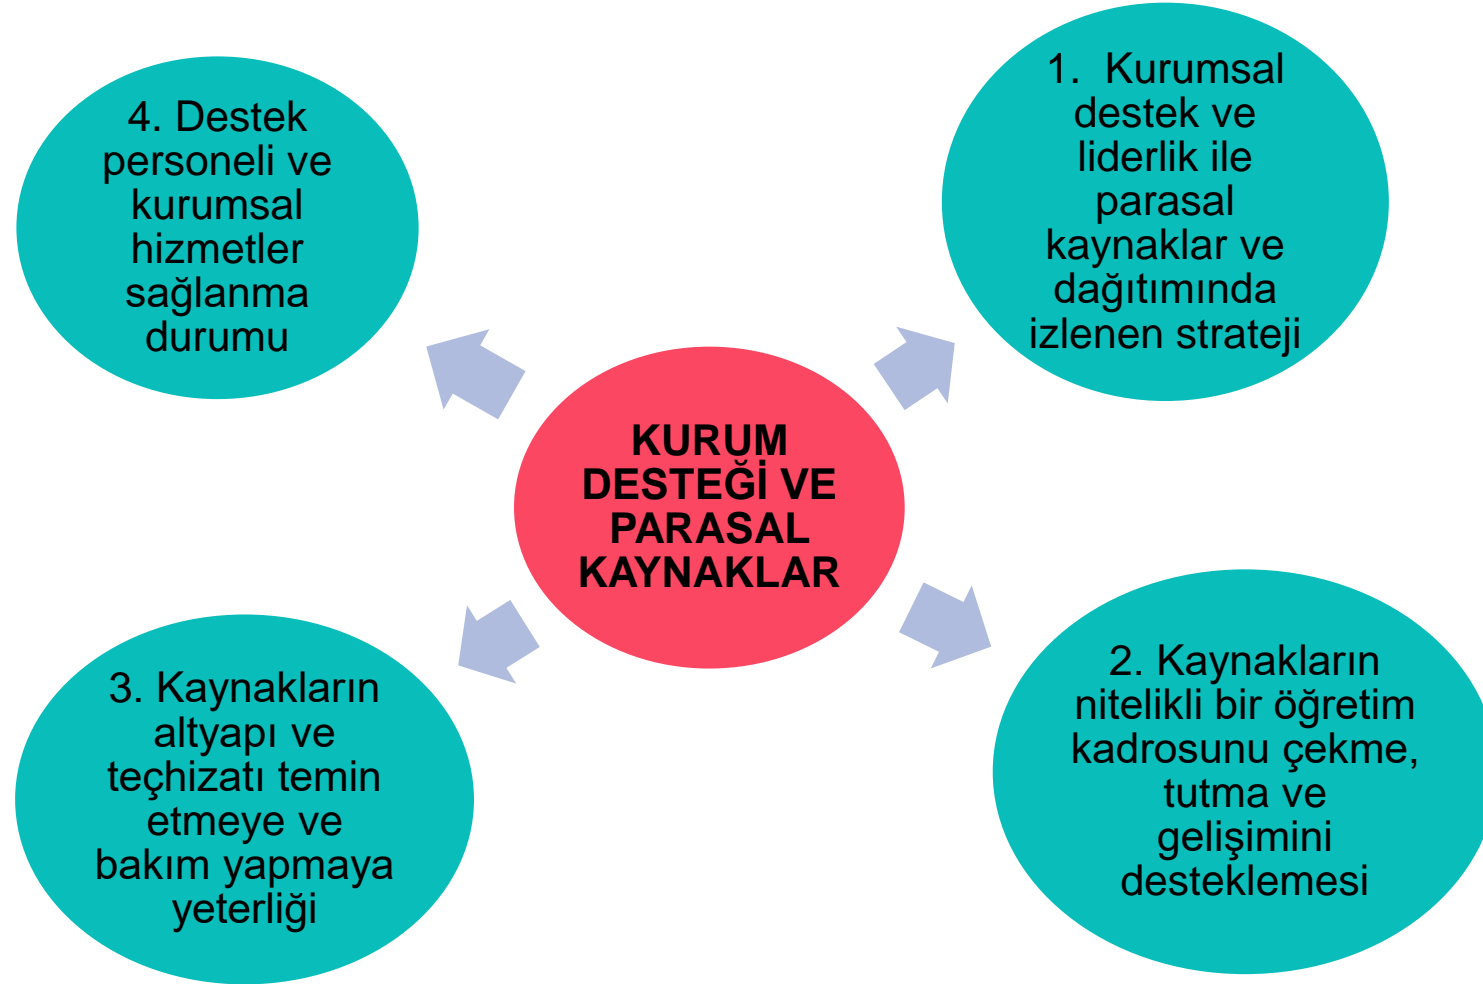 KURUM
DESTEĞİ VE
PARASAL
KAYNAKLAR
1. Kurumsal
destek ve
liderlik ile
parasal
kaynaklar ve
dağıtımında
izlenen strateji
2. Kaynakların
nitelikli bir öğretim
kadrosunu çekme,
tutma ve
gelişimini
desteklemesi
3. Kaynakların
altyapı ve
teçhizatı temin
etmeye ve
bakım yapmaya
yeterliği
4. Destek
personeli ve
kurumsal
hizmetler
sağlanma
durumu